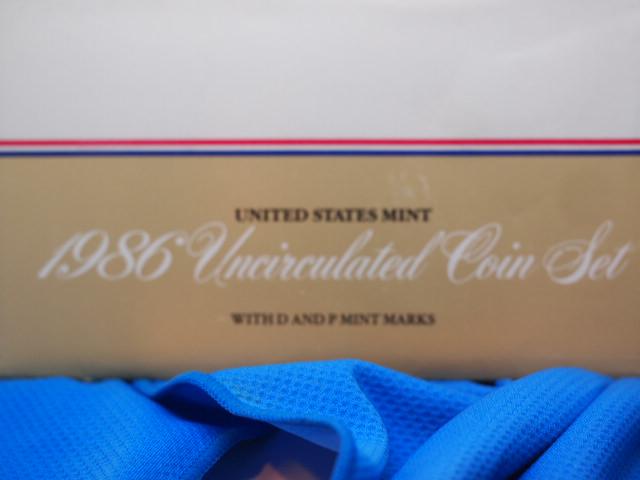 UNITED STATES MINT
1986 Uncirculated Coin Set
WITH D AND P MINT MARKS